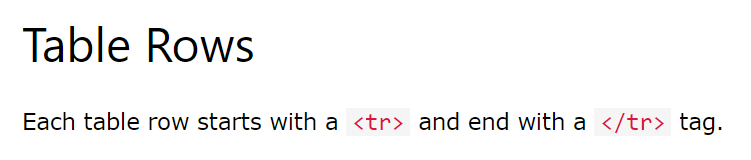 Table Rows
Each table row starts with a <tr> and end with a </tr> tag.